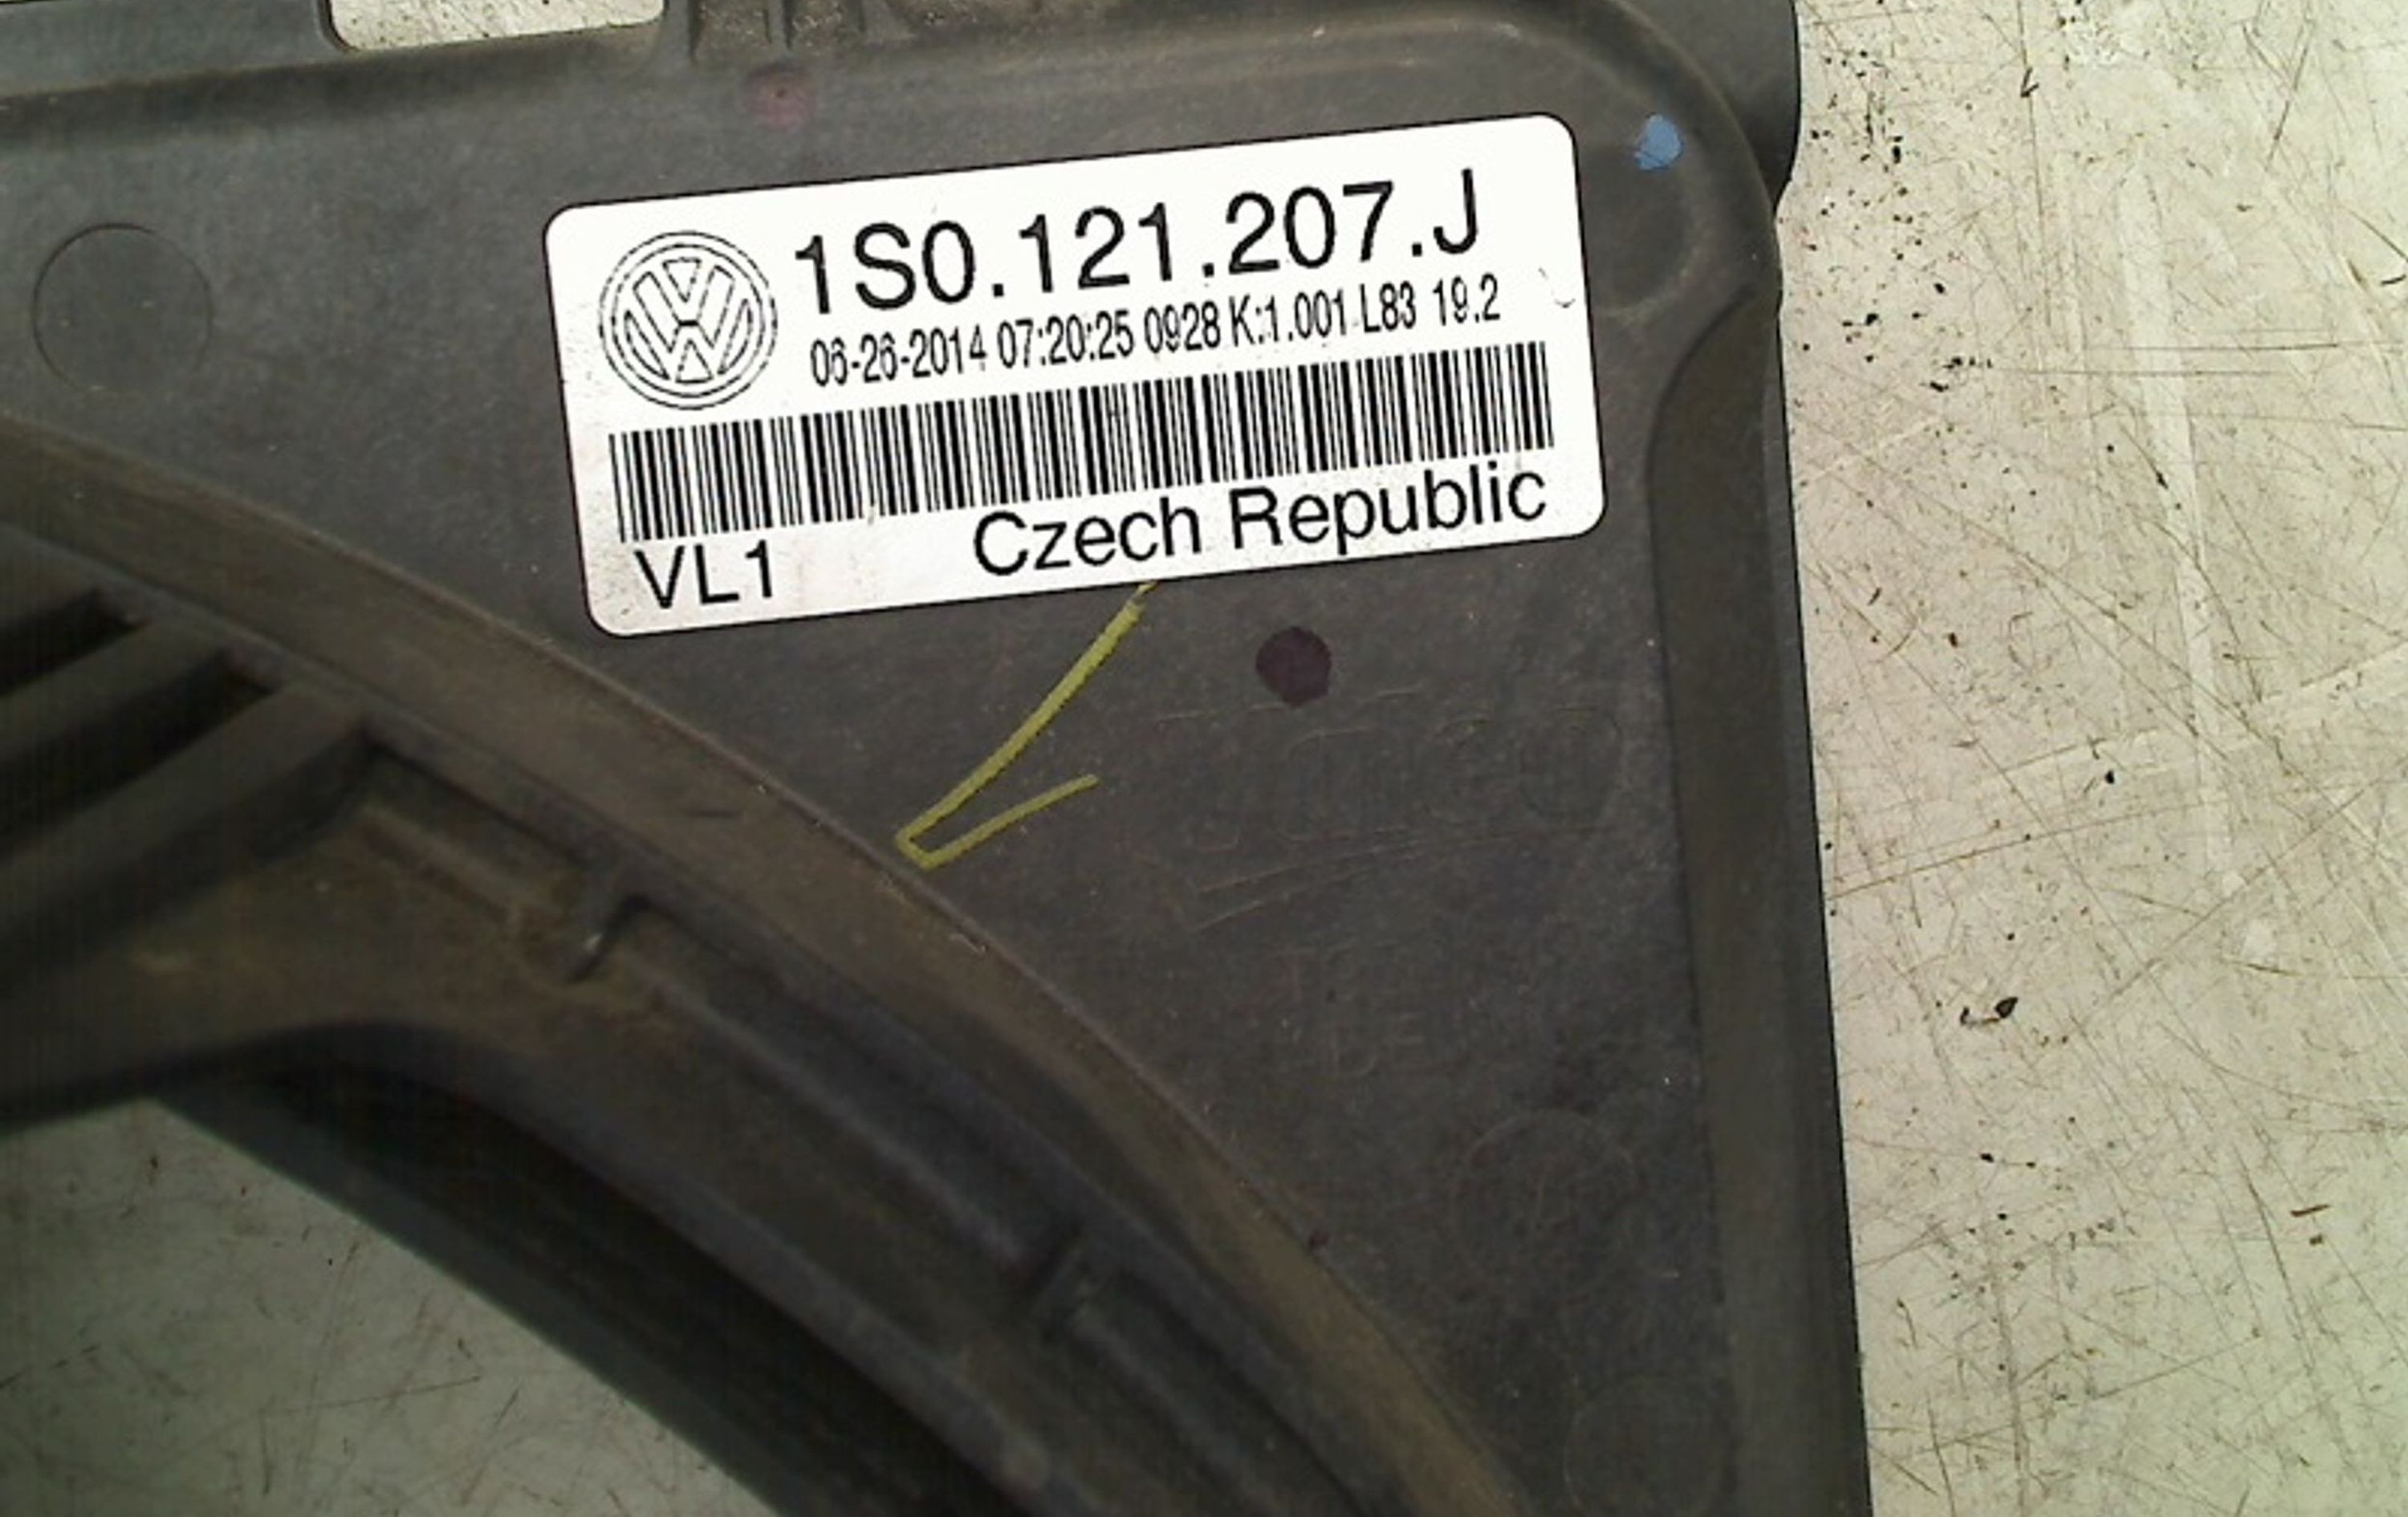 1S0.121.207.J
06-26-2014 07:20:25 0928 K:1.001 L83 19.2
VL1 Czech Republic